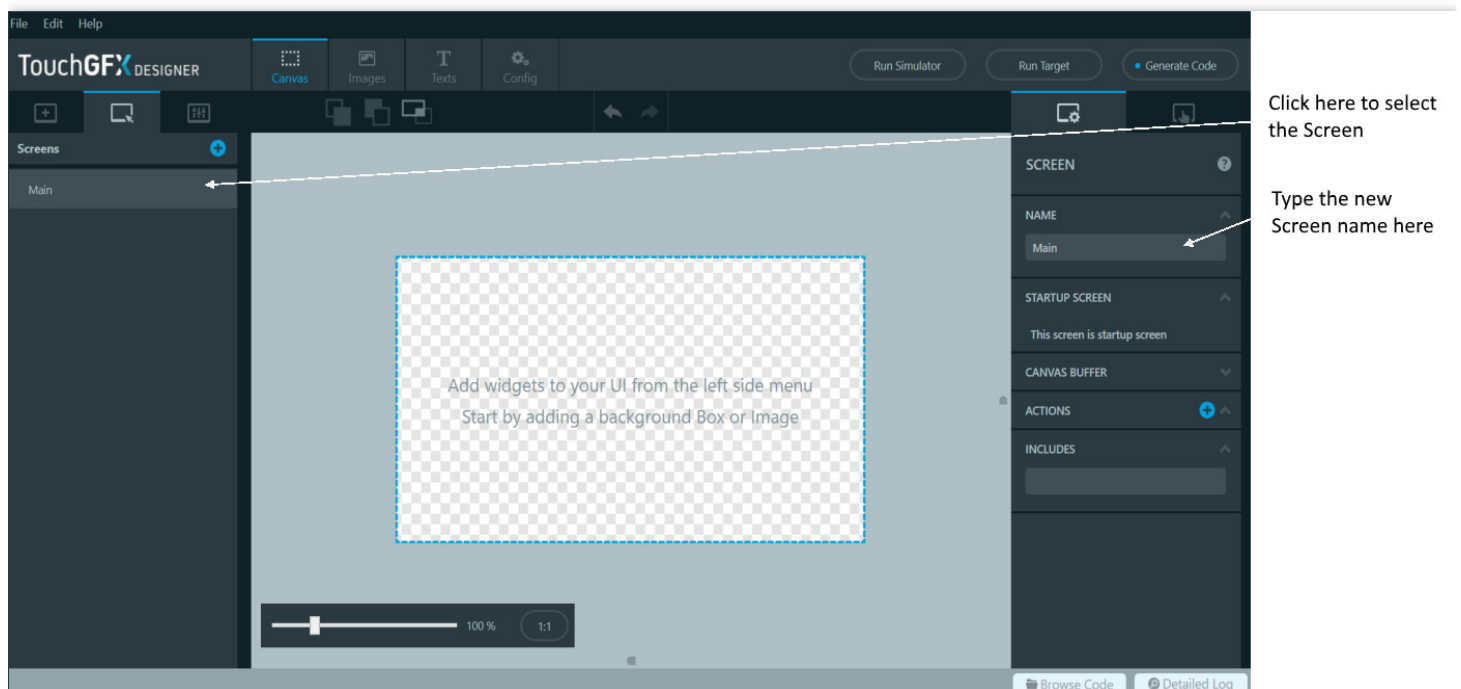 File Edit Help
TouchGFX DESIGNER
Canvas
Images
Texts
Config
Run Simulator
Run Target
Generate Code
Click here to select
the Screen
Screens
SCREEN
Main
Type the new
Screen name here
NAME
Main
STARTUP SCREEN
This screen is startup screen
CANVAS BUFFER
Add widgets to your UI from the left side menu
Start by adding a background Box or Image
ACTIONS
INCLUDES
100 %
1:1
Browse Code
Detailed Log